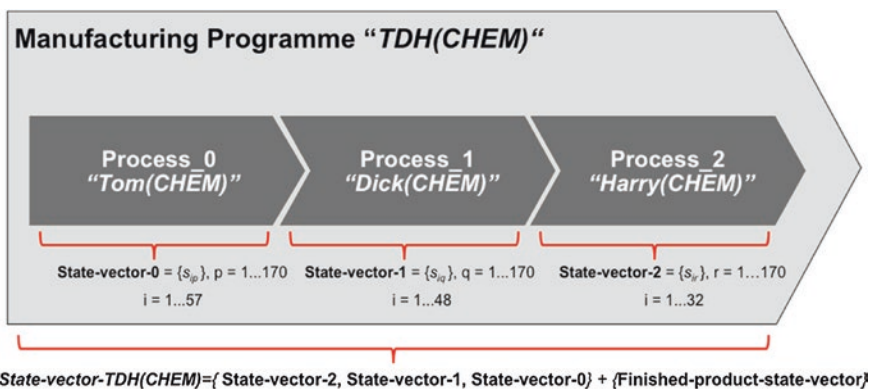 Manufacturing Programme “TDH(CHEM)“
Process_0
“Tom(CHEM)”
Process_1
“Dick(CHEM)”
Process_2
“Harry(CHEM)”
State-vector-0 = {sip}, p = 1...170
i = 1...57
State-vector-1 = {siq}, q = 1...170
i = 1...48
State-vector-2 = {sir}, r = 1...170
i = 1...32
State-vector-TDH(CHEM)={ State-vector-2, State-vector-1, State-vector-0} + {Finished-product-state-vector}